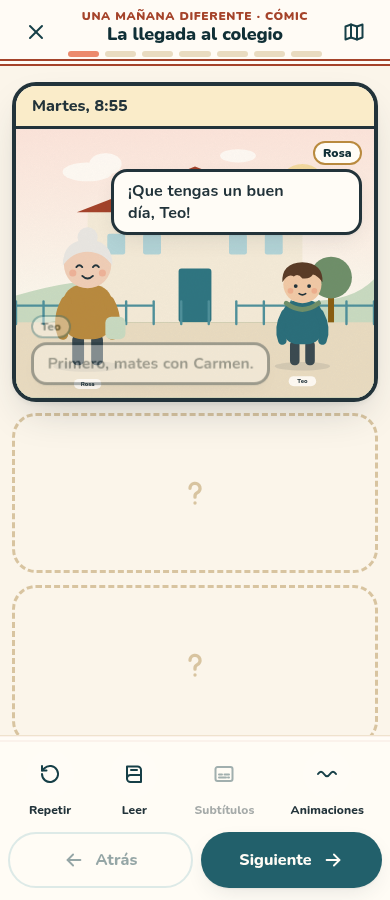 UNA MAÑANA DIFERENTE · CÓMIC
La llegada al colegio
Martes, 8:55
Rosa
¡Que tengas un buen
día, Teo!
Teo
Primero, mates con Carmen.
Rosa
Teo
?
?
Repetir
Leer
Subtítulos
Animaciones
Atrás
Siguiente